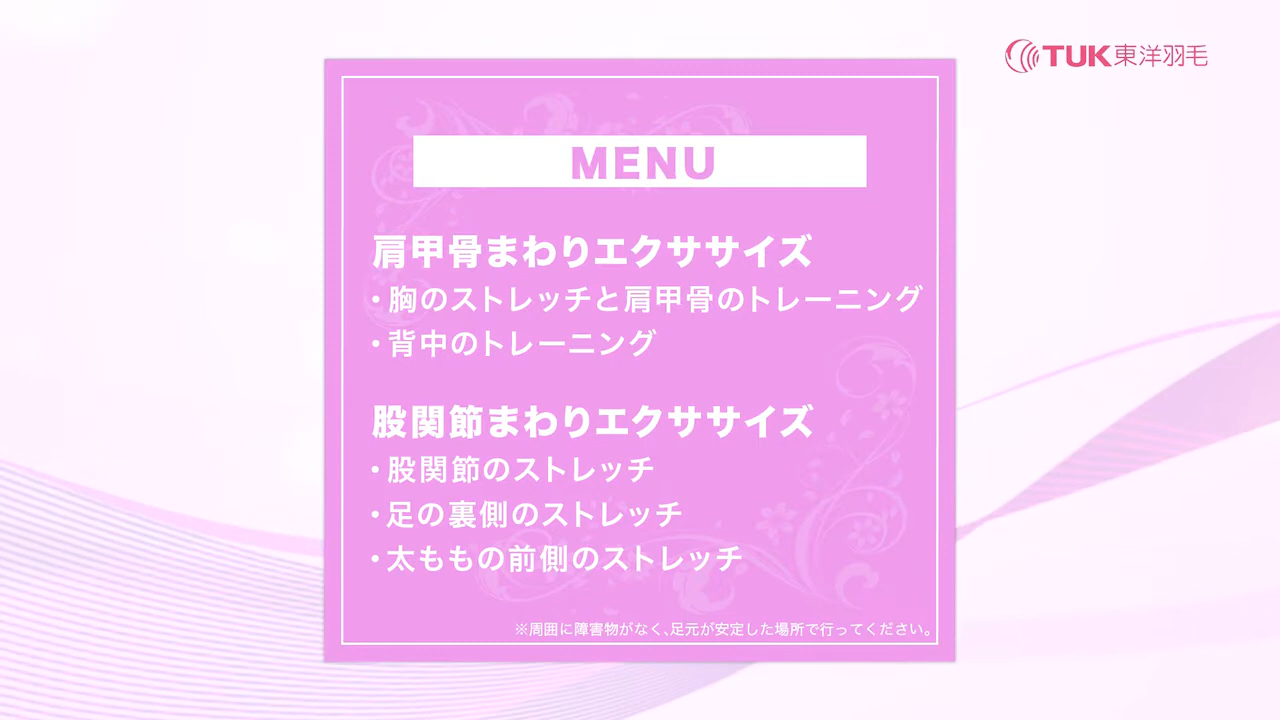 TUK東洋羽毛
MENU
肩甲骨まわりエクササイズ
・胸のストレッチと肩甲骨のトレーニング
・背中のトレーニング
股関節まわりエクササイズ
・股関節のストレッチ
・足の裏側のストレッチ
・太ももの前側のストレッチ
※周囲に障害物がなく、足元が安定した場所で行ってください。